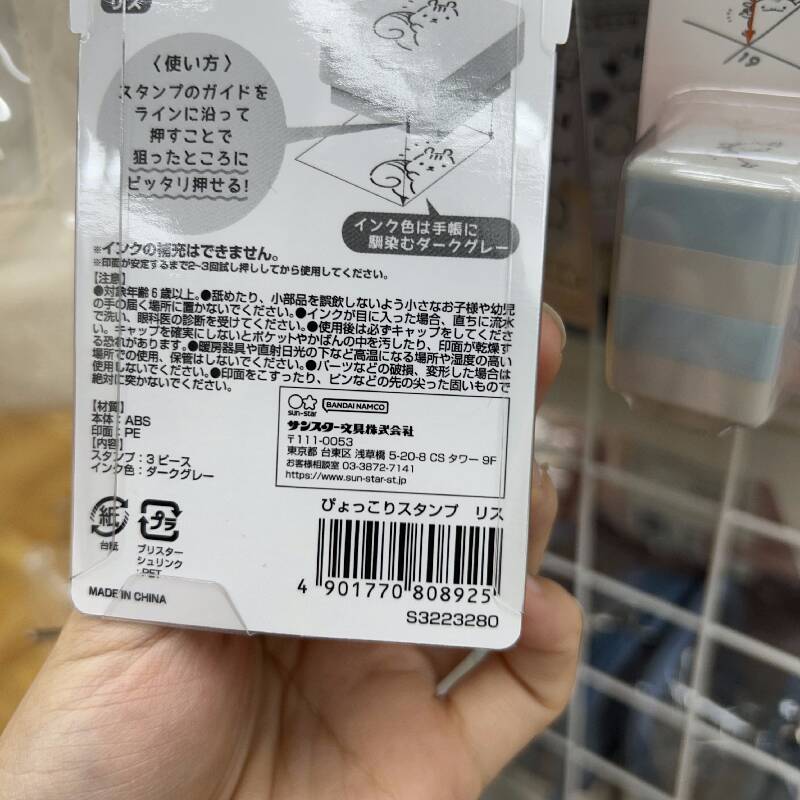 リス
〈使い方〉
スタンプのガイドを
ラインに沿って
押すことで
狙ったところに
ピッタリ押せる!
インク色は手帳に
馴染むダークグレー
※インクの補充はできません。
※印面が安定するまで2~3回試し押ししてから使用してください。
【注意】
●対象年齢6歳以上。●舐めたり、小部品を誤飲しないよう小さなお子様や幼児
の手の届く場所に置かないでください。●インクが目に入った場合、直ちに流水
で洗い、眼科医の診断を受けてください。●使用後は必ずキャップをしてくださ
い。キャップを確実にしないとポケットやかばんの中を汚したり、印面が乾燥す
る恐れがあります。●暖房器具や直射日光の下など高温になる場所や湿度の高い
場所での使用、保管はしないでください。●パーツなどの破損、変形した場合は
使用しないでください。●印面をこすったり、ピンなどの先の尖った固いもので
絶対に突かないでください。
【材質】
本体:ABS
印面:PE
【内容】
スタンプ:3ピース
インク色:ダークグレー
sun-star BANDAI NAMCO
サンスター文具株式会社
〒111-0053
東京都 台東区 浅草橋 5-20-8 CS タワー 9F
お客様相談室 03-3872-7141
https://www.sun-star-st.jp
ぴょっこりスタンプ リス
紙
台紙
プラ
ブリスター
シュリンク
:PET
4 901770 808925
MADE IN CHINA
S3223280
19